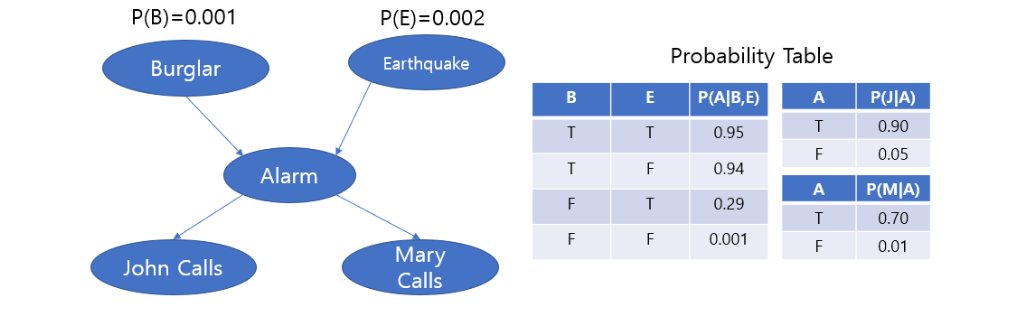 P(B)=0.001
P(E)=0.002
Burglar
Earthquake
Alarm
John Calls
Mary
Calls
Probability Table
B E P(A|B,E)
T T 0.95
T F 0.94
F T 0.29
F F 0.001
A P(J|A)
T 0.90
F 0.05
A P(M|A)
T 0.70
F 0.01